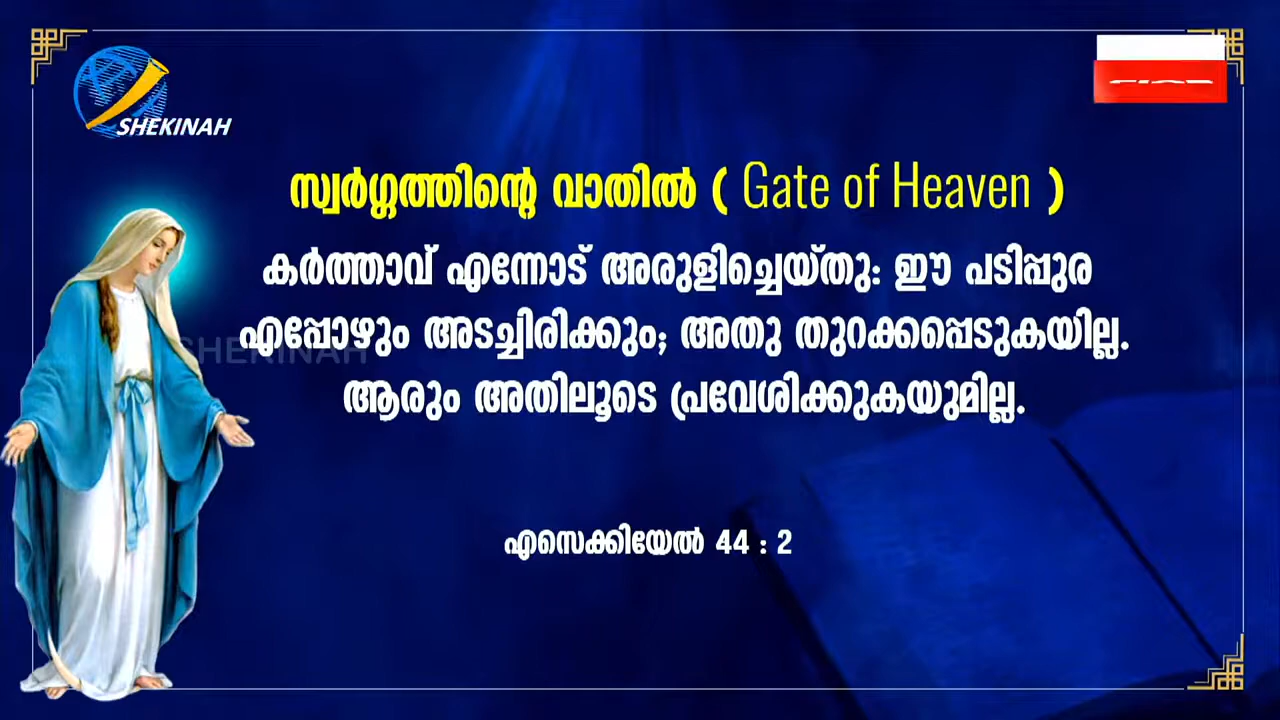 SHEKINAH
സ്വർഗ്ഗത്തിന്റെ വാതിൽ ( Gate of Heaven )
കർത്താവ് എന്നോട് അരുളിച്ചെയ്തു: ഈ പടിപ്പുര
എപ്പോഴും അടച്ചിരിക്കും; അതു തുറക്കപ്പെടുകയില്ല.
SHEKINAH
ആരും അതിലൂടെ പ്രവേശിക്കുകയുമില്ല.
എസെക്കിയേൽ 44 : 2